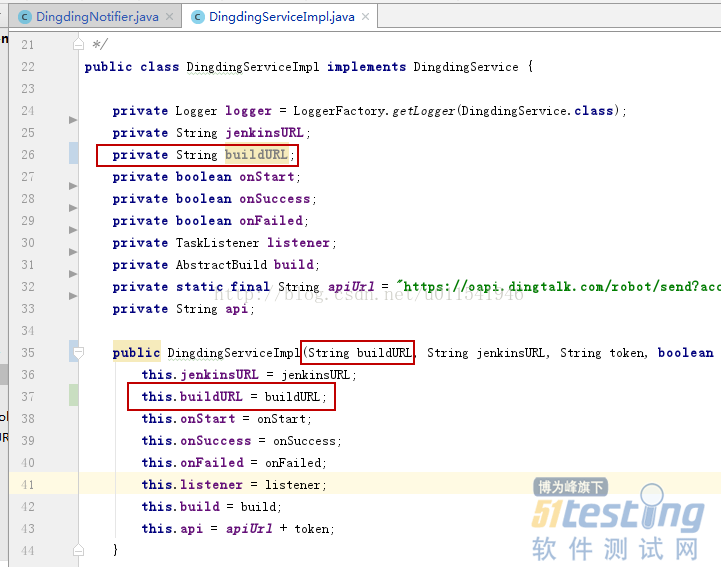 DingdingNotifier.java × DingdingServiceImpl.java ×
21 */
22 public class DingdingServiceImpl implements DingdingService {
23
24 private Logger logger = LoggerFactory.getLogger(DingdingService.class);
25 private String jenkinsURL;
26 private String buildURL;
27 private boolean onStart;
28 private boolean onSuccess;
29 private boolean onFailed;
30 private TaskListener listener;
31 private AbstractBuild build;
32 private static final String apiUrl = "https://oapi.dingtalk.com/robot/send?acc
33 private String api;
34
35 public DingdingServiceImpl(String buildURL, String jenkinsURL, String token, boolean
36 this.jenkinsURL = jenkinsURL;
37 this.buildURL = buildURL;
38 this.onStart = onStart;
39 this.onSuccess = onSuccess;
40 this.onFailed = onFailed;
41 this.listener = listener;
42 this.build = build;
43 this.api = apiUrl + token;
44 }
博为峰旗下
51testing
软件测试网